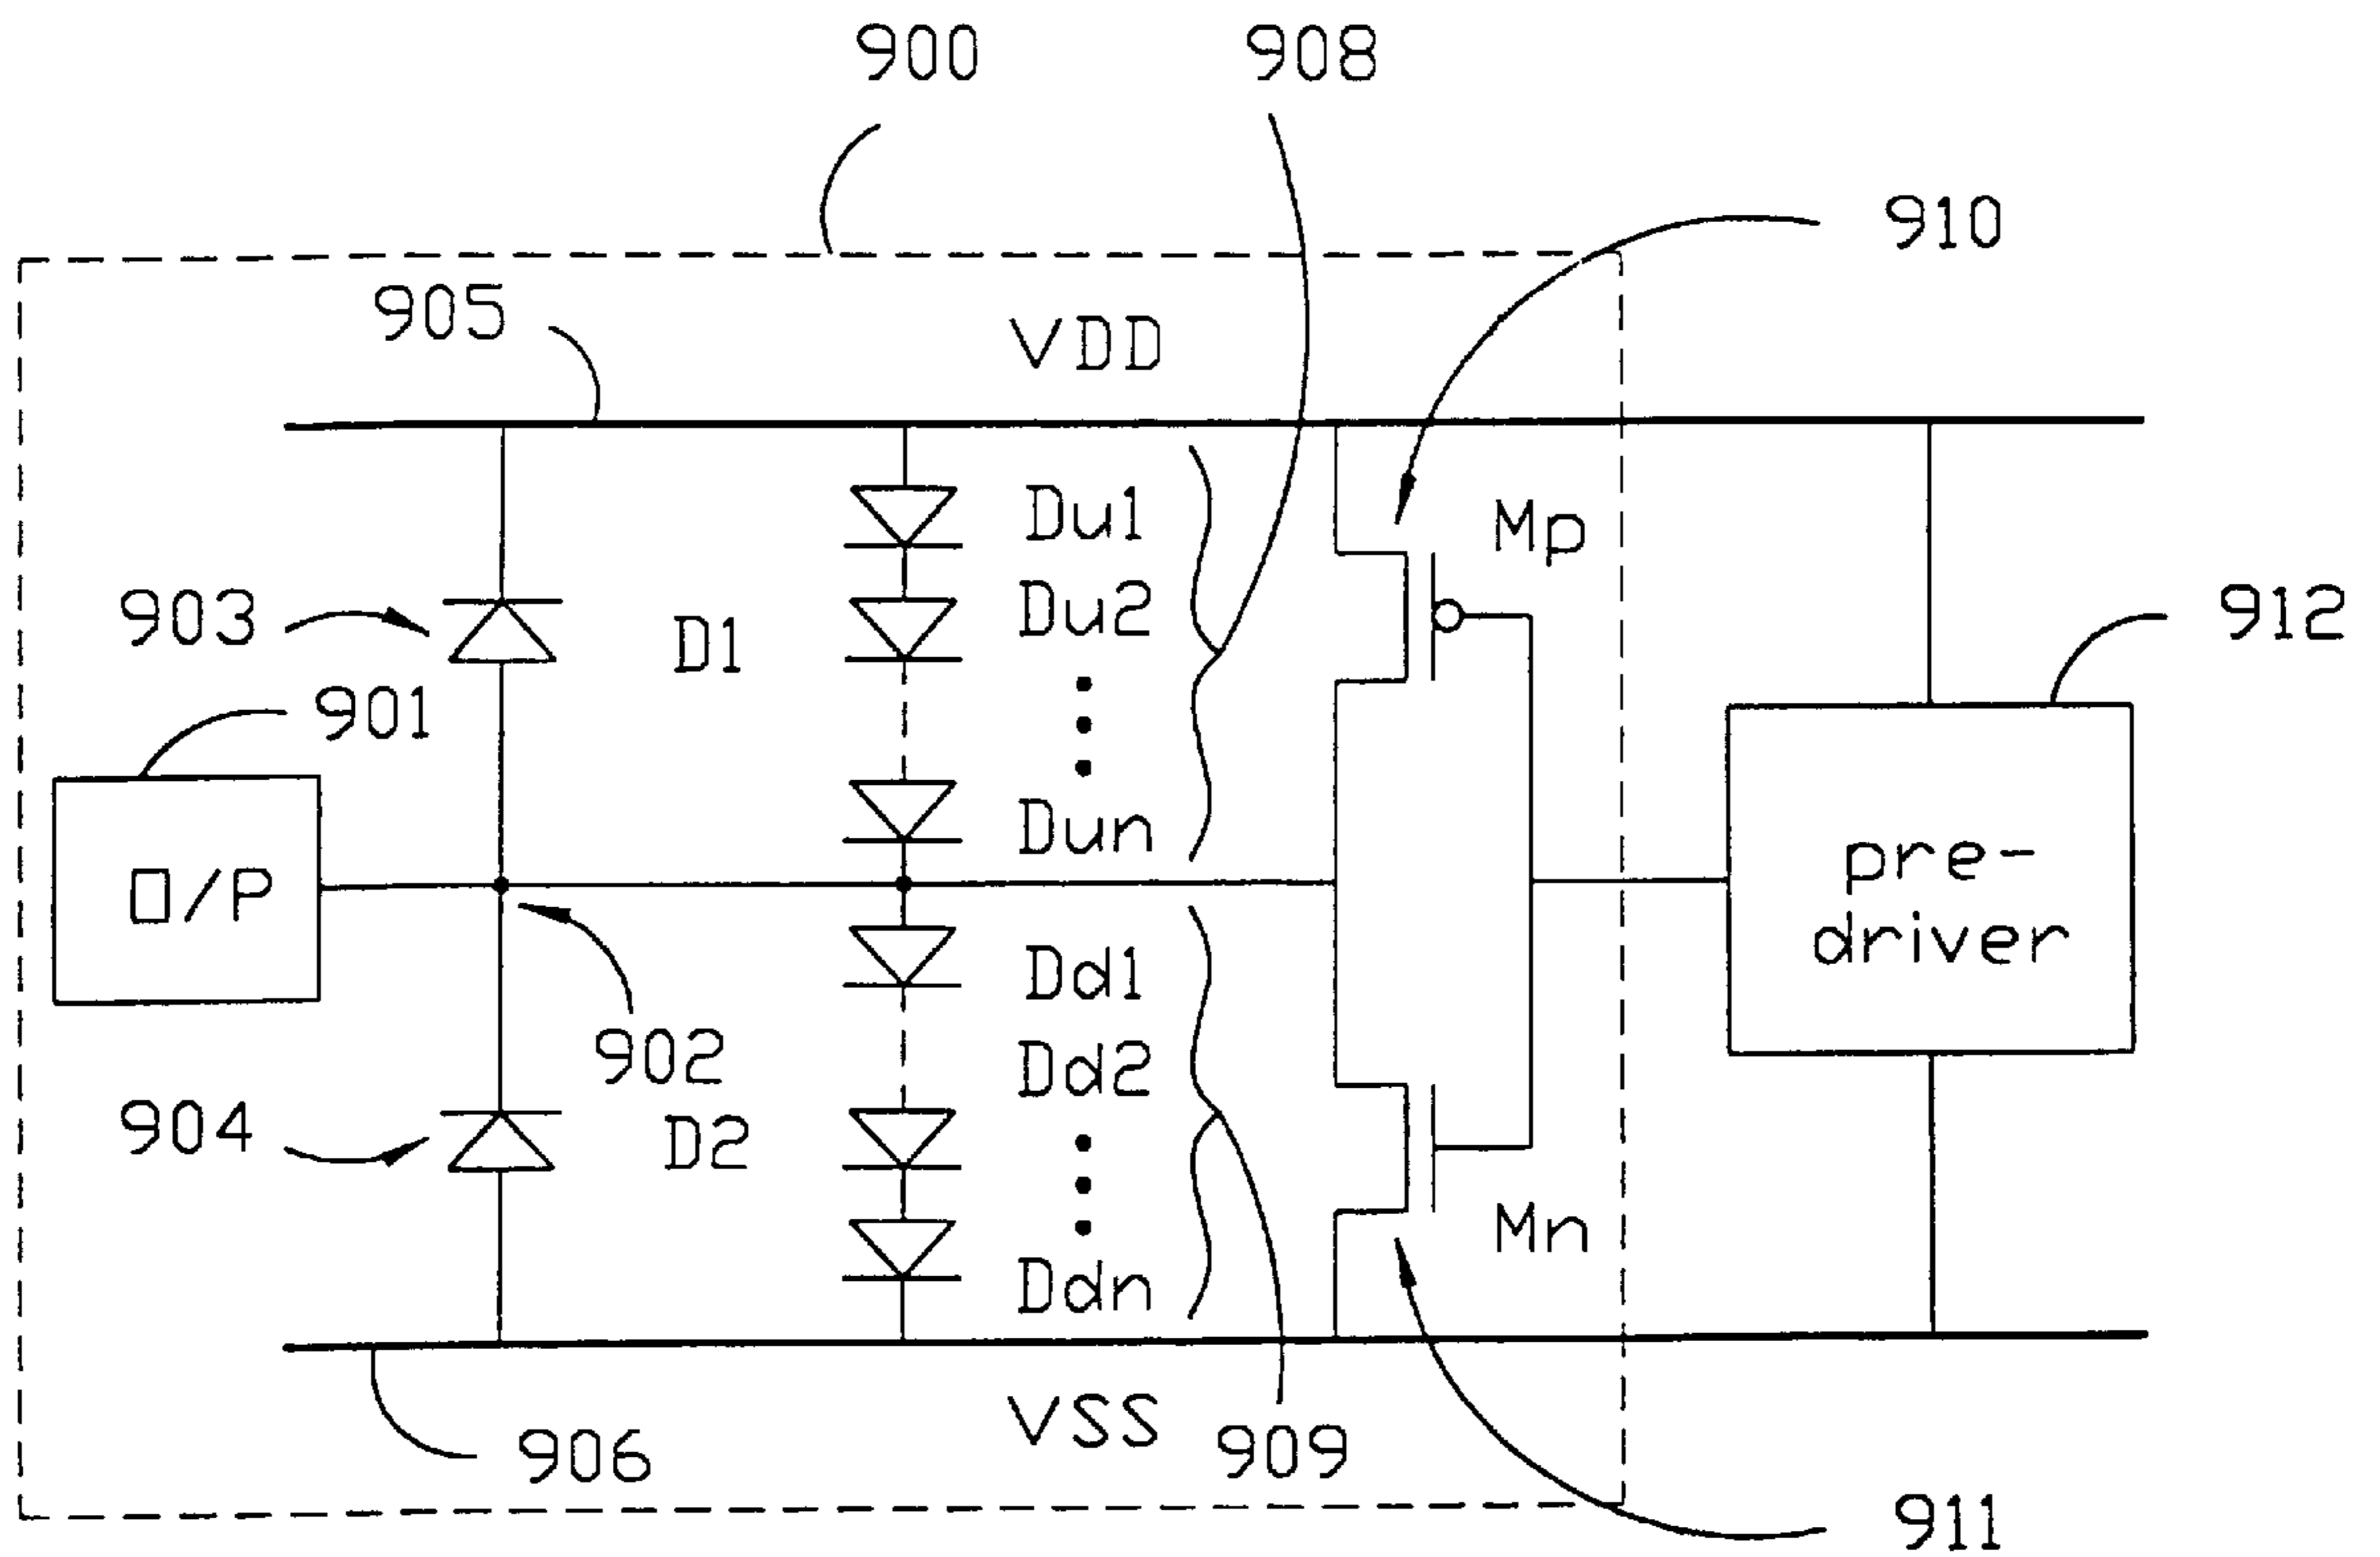 900
908
910
905
VDD
Du1
Mp
Du2
903
912
D1
901
Dun
O/P
pre-
driver
Dd1
902
Dd2
904
D2
Mn
Ddn
VSS
906
909
911